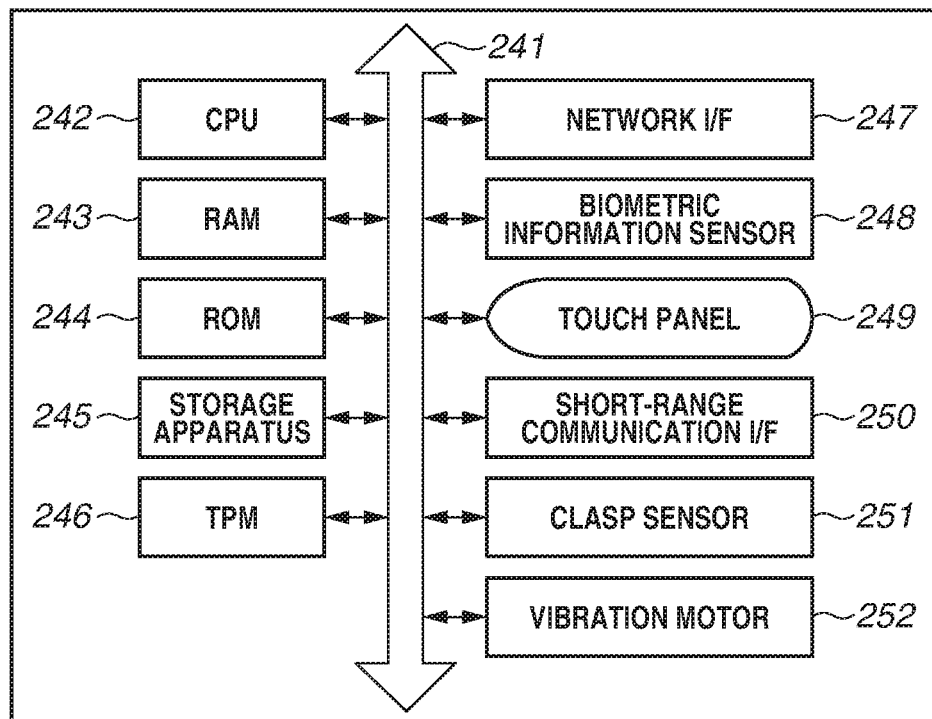 241
242
CPU
NETWORK I/F
247
243
RAM
BIOMETRIC
INFORMATION SENSOR
248
244
ROM
TOUCH PANEL
249
245
STORAGE
APPARATUS
SHORT-RANGE
COMMUNICATION I/F
250
246
TPM
CLASP SENSOR
251
VIBRATION MOTOR
252